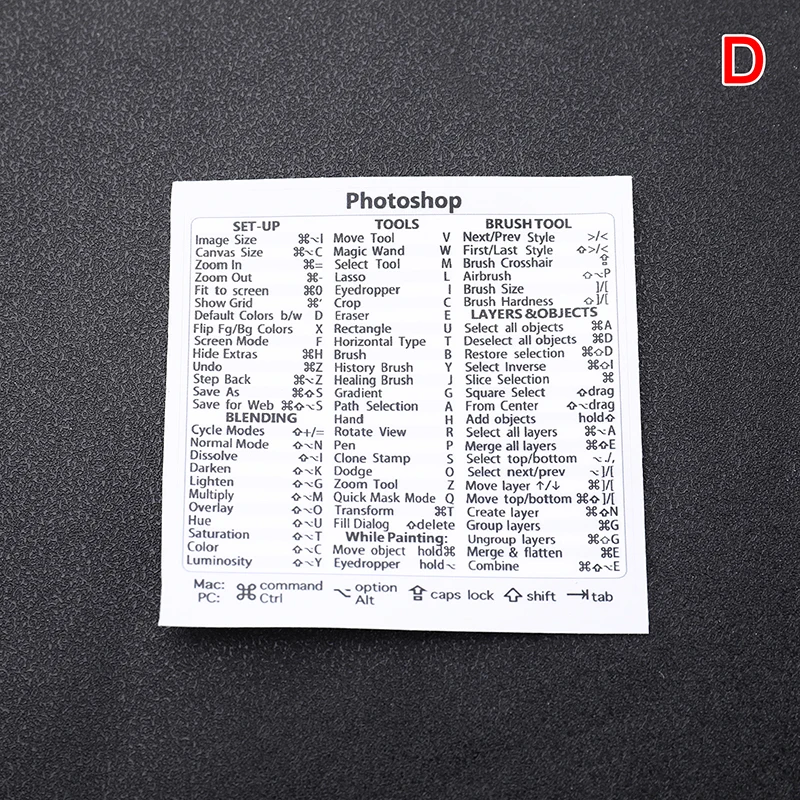 D
Photoshop
SET-UP
Image Size ⌘⌥I
Canvas Size ⌘⌥C
Zoom In ⌘=
Zoom Out ⌘-
Fit to screen ⌘0
Show Grid ⌘'
Default Colors b/w D
Flip Fg/Bg Colors X
Screen Mode F
Hide Extras ⌘H
Undo ⌘Z
Step Back ⌘⌥Z
Save As ⌘⇧S
Save for Web ⌘⇧⌥S
BLENDING
Cycle Modes ⇧+/=
Normal Mode ⇧⌥N
Dissolve ⇧⌥I
Darken ⇧⌥K
Lighten ⇧⌥G
Multiply ⇧⌥M
Overlay ⇧⌥O
Hue ⇧⌥U
Saturation ⇧⌥T
Color ⇧⌥C
Luminosity ⇧⌥Y
TOOLS
Move Tool V
Magic Wand W
Select Tool M
Lasso L
Eyedropper I
Crop C
Eraser E
Rectangle U
Horizontal Type T
Brush B
History Brush Y
Healing Brush J
Gradient G
Path Selection A
Hand H
Rotate View R
Pen P
Clone Stamp S
Dodge O
Zoom Tool Z
Quick Mask Mode Q
Transform ⌘T
Fill Dialog ⇧delete
While Painting:
Move object hold⌘
Eyedropper hold⌥
BRUSH TOOL
Next/Prev Style >/<
First/Last Style ⇧>/<
Brush Crosshair ⇪
Airbrush ⇧⌥P
Brush Size ]/[
Brush Hardness ⇧]/[
LAYERS&OBJECTS
Select all objects ⌘A
Deselect all objects ⌘D
Restore selection ⌘⇧D
Select Inverse ⌘⇧I
Slice Selection ⌘
Square Select ⇧drag
From Center ⇧⌥drag
Add objects hold⇧
Select all layers ⌘⌥A
Merge all layers ⌘⇧E
Select top/bottom ⌥./,
Select next/prev ⌥]/[
Move layer ↑/↓ ⌘]/[
Move top/bottom ⌘⇧]/[
Create layer ⌘⇧N
Group layers ⌘G
Ungroup layers ⌘⇧G
Merge & flatten ⌘E
Combine ⌘⇧⌥E
Mac: ⌘ command ⌥ option ⇪ caps lock ⇧ shift ⇥ tab
PC: Ctrl Alt